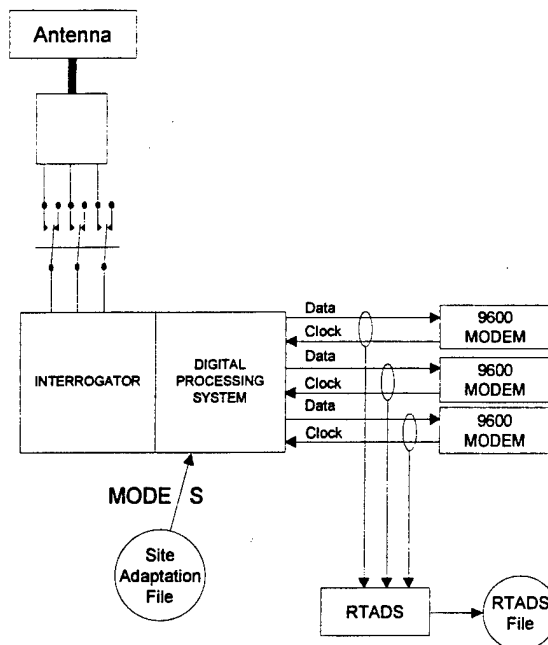 Antenna
Data
9600
Clock
MODEM
Data
9600
INTERROGATOR
DIGITAL
PROCESSING
SYSTEM
Clock
MODEM
Data
9600
Clock
MODEM
MODE S
Site
Adaptation
File
RTADS
RTADS
File